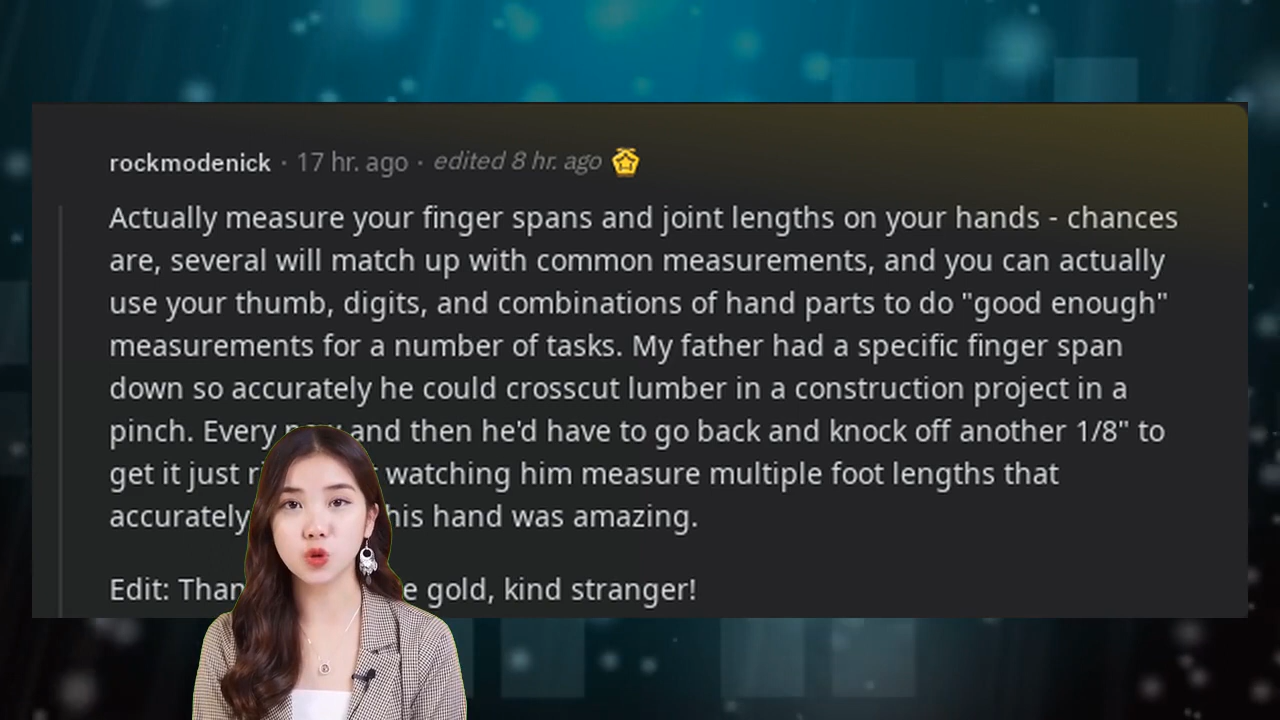 rockmodenick · 17 hr. ago · edited 8 hr. ago
Actually measure your finger spans and joint lengths on your hands - chances
are, several will match up with common measurements, and you can actually
use your thumb, digits, and combinations of hand parts to do "good enough"
measurements for a number of tasks. My father had a specific finger span
down so accurately he could crosscut lumber in a construction project in a
pinch. Every and then he'd have to go back and knock off another 1/8" to
get it just watching him measure multiple foot lengths that
accurately his hand was amazing.
Edit: gold, kind stranger!